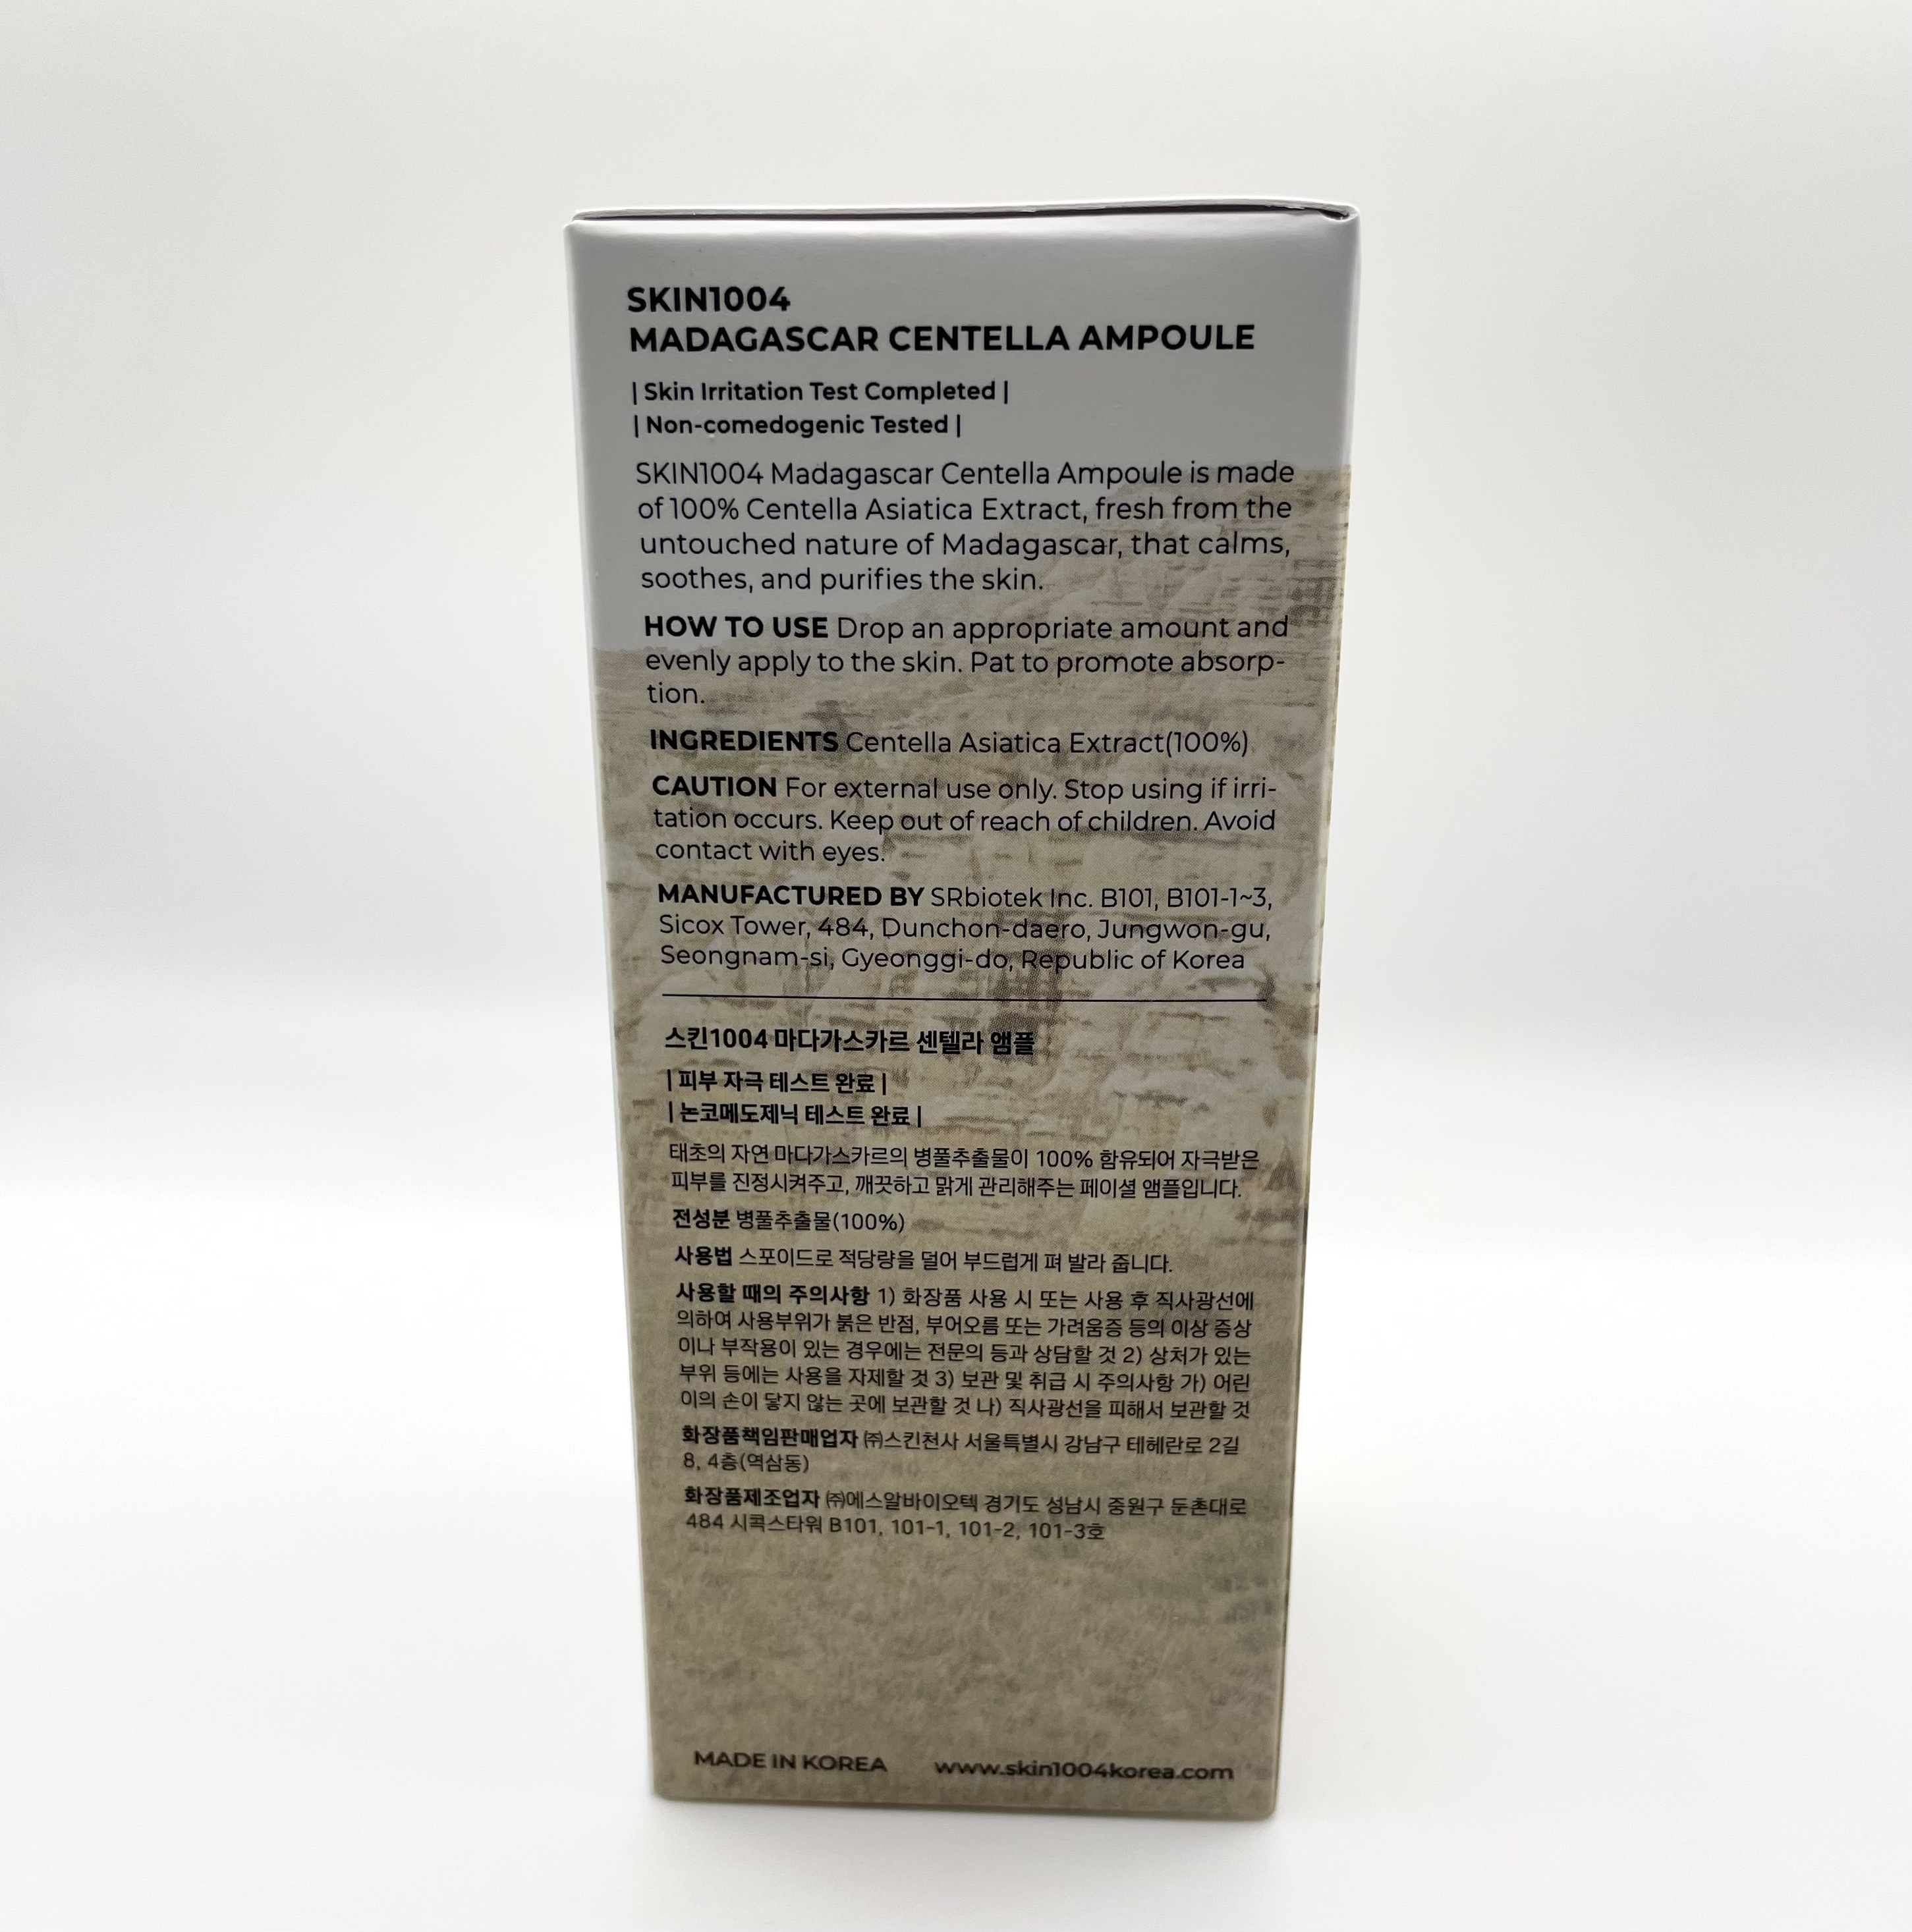 SKIN1004
MADAGASCAR CENTELLA AMPOULE
| Skin Irritation Test Completed |
| Non-comedogenic Tested |
SKIN1004 Madagascar Centella Ampoule is made
of 100% Centella Asiatica Extract, fresh from the
untouched nature of Madagascar, that calms,
soothes, and purifies the skin.
HOW TO USE Drop an appropriate amount and
evenly apply to the skin. Pat to promote absorp-
tion.
INGREDIENTS Centella Asiatica Extract(100%)
CAUTION For external use only. Stop using if irri-
tation occurs. Keep out of reach of children. Avoid
contact with eyes.
MANUFACTURED BY SRbiotek Inc. B101, B101-1~3,
Sicox Tower, 484, Dunchon-daero, Jungwon-gu,
Seongnam-si, Gyeonggi-do, Republic of Korea
스킨1004 마다가스카르 센텔라 앰플
| 피부 자극 테스트 완료 |
| 논코메도제닉 테스트 완료 |
태초의 자연 마다가스카르의 병풀추출물이 100% 함유되어 자극받은
피부를 진정시켜주고, 깨끗하고 맑게 관리해주는 페이셜 앰플입니다.
전성분 병풀추출물(100%)
사용법 스포이드로 적당량을 덜어 부드럽게 펴 발라 줍니다.
사용할 때의 주의사항 1) 화장품 사용 시 또는 사용 후 직사광선에
의하여 사용부위가 붉은 반점, 부어오름 또는 가려움증 등의 이상 증상
이나 부작용이 있는 경우에는 전문의 등과 상담할 것 2) 상처가 있는
부위 등에는 사용을 자제할 것 3) 보관 및 취급 시 주의사항 가) 어린
이의 손이 닿지 않는 곳에 보관할 것 나) 직사광선을 피해서 보관할 것
화장품책임판매업자 ㈜스킨천사 서울특별시 강남구 테헤란로 2길
8, 4층(역삼동)
화장품제조업자 ㈜에스알바이오텍 경기도 성남시 중원구 둔촌대로
484 시콕스타워 B101, 101-1, 101-2, 101-3호
MADE IN KOREA www.skin1004korea.com